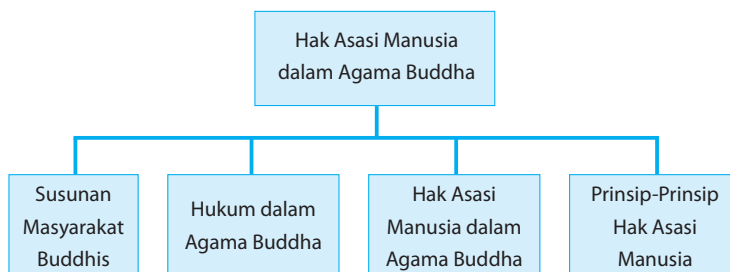 Hak Asasi Manusia
dalam Agama Buddha
Susunan
Masyarakat
Buddhis
Hukum dalam
Agama Buddha
Hak Asasi
Manusia dalam
Agama Buddha
Prinsip-Prinsip
Hak Asasi
Manusia